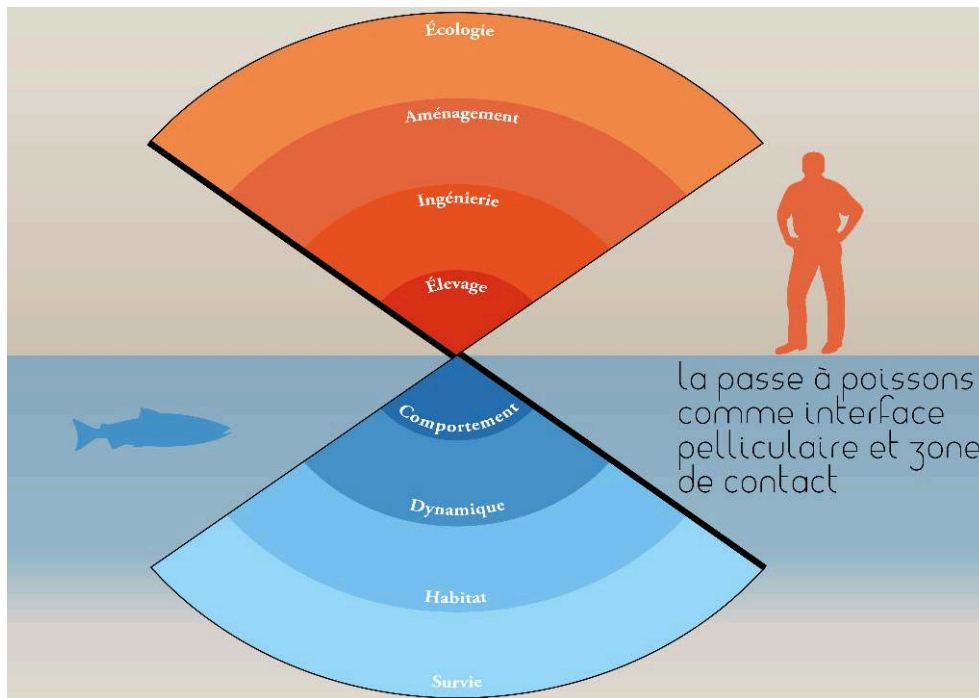 Écologie
Aménagement
Ingénierie
Élevage
Comportement
Dynamique
Habitat
Survie
la passe à poissons
comme interface
pelliculaire et zone
de contact